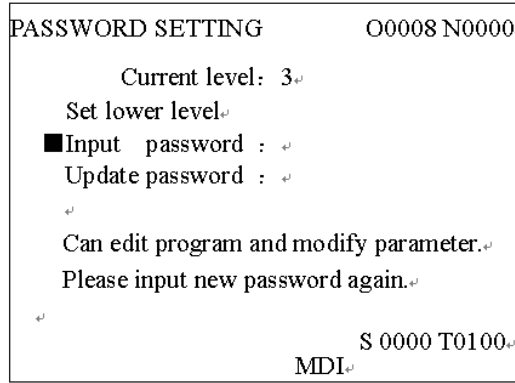 PASSWORD SETTING O0008 N0000
Current level：3
Set lower level
Input password ：
Update password ：
Can edit program and modify parameter.
Please input new password again.
S 0000 T0100
MDI